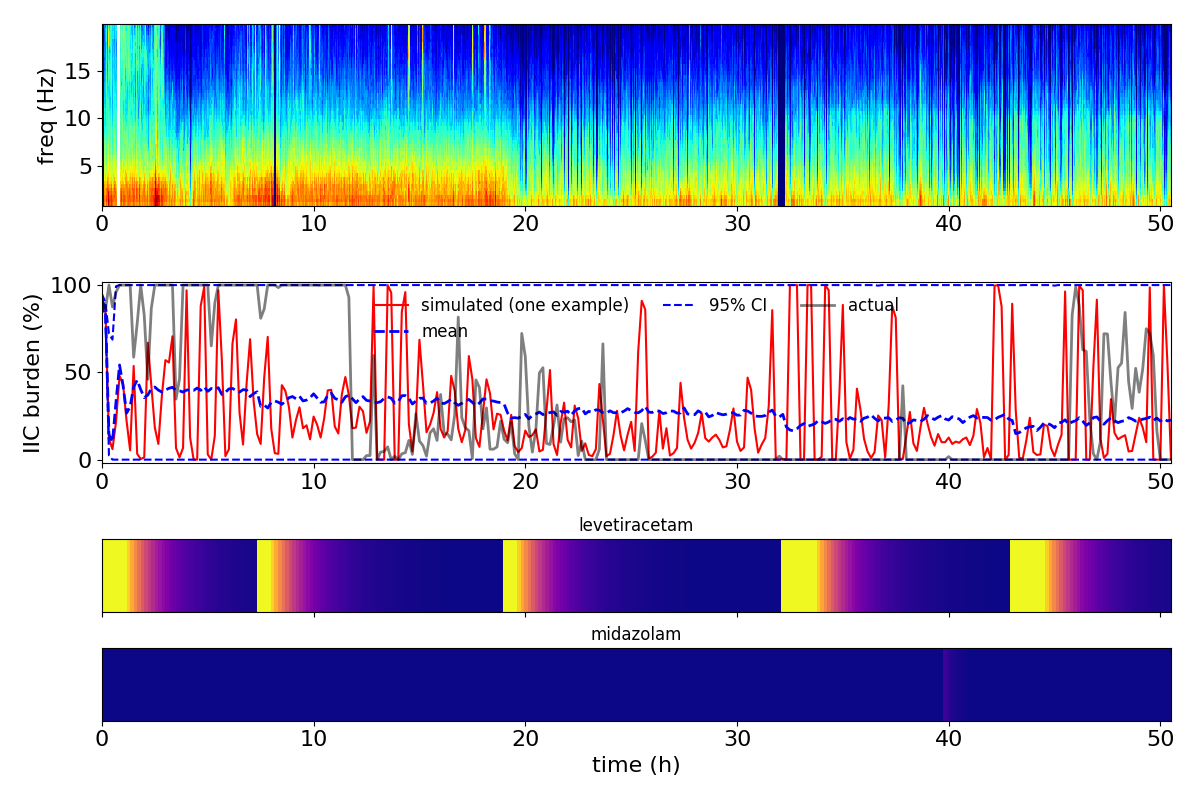 freq (Hz)
15
10
5
0 10 20 30 40 50
IIC burden (%)
100
50
0
simulated (one example) 95% CI actual
mean
0 10 20 30 40 50
levetiracetam
midazolam
0 10 20 30 40 50
time (h)